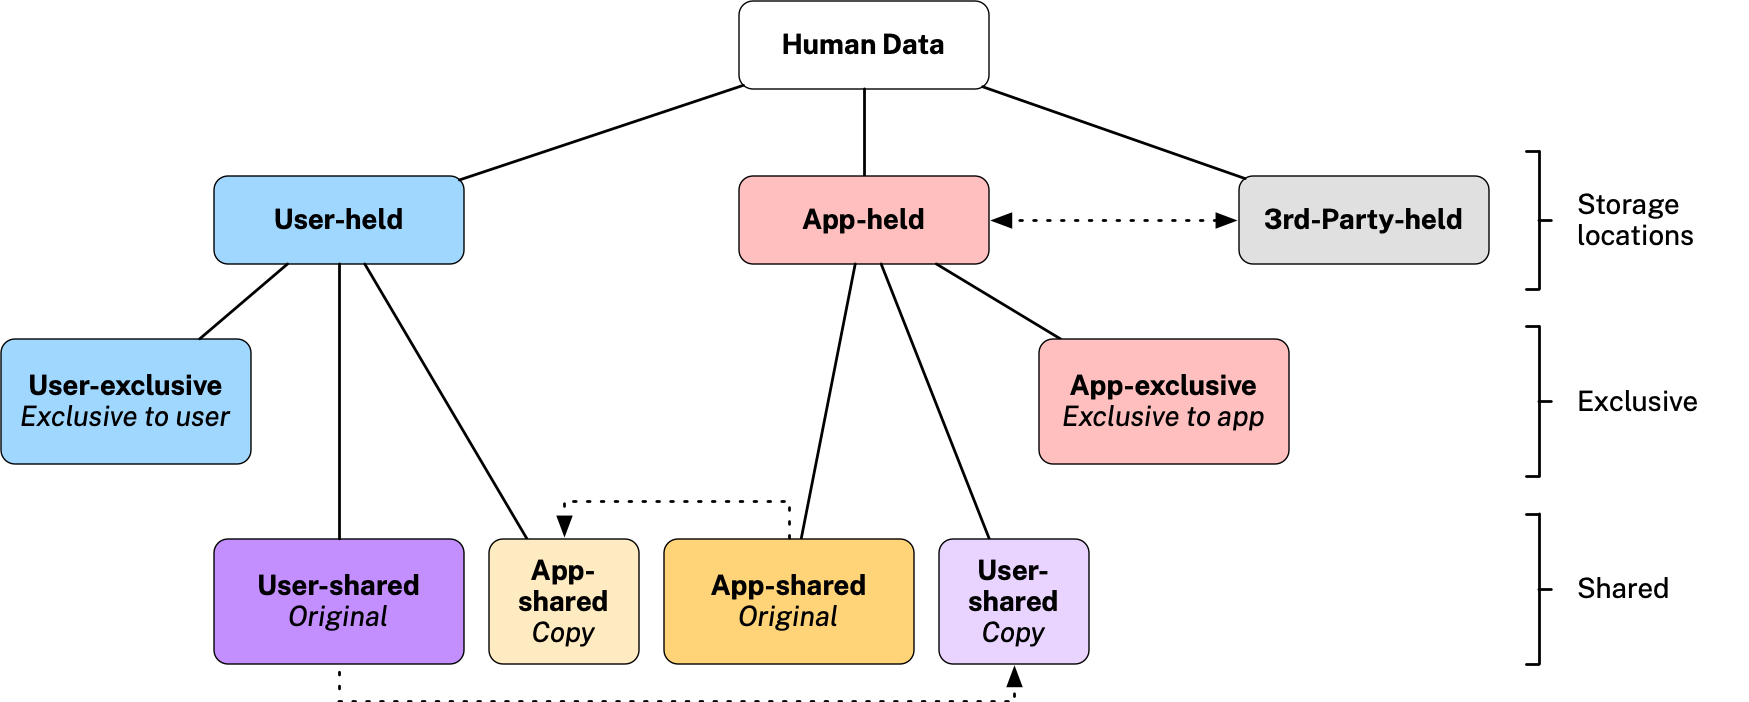 Human Data
User-held
App-held
3rd-Party-held
Storage
locations
User-exclusive
Exclusive to user
App-exclusive
Exclusive to app
Exclusive
User-shared
Original
App-
shared
Copy
App-shared
Original
User-
shared
Copy
Shared